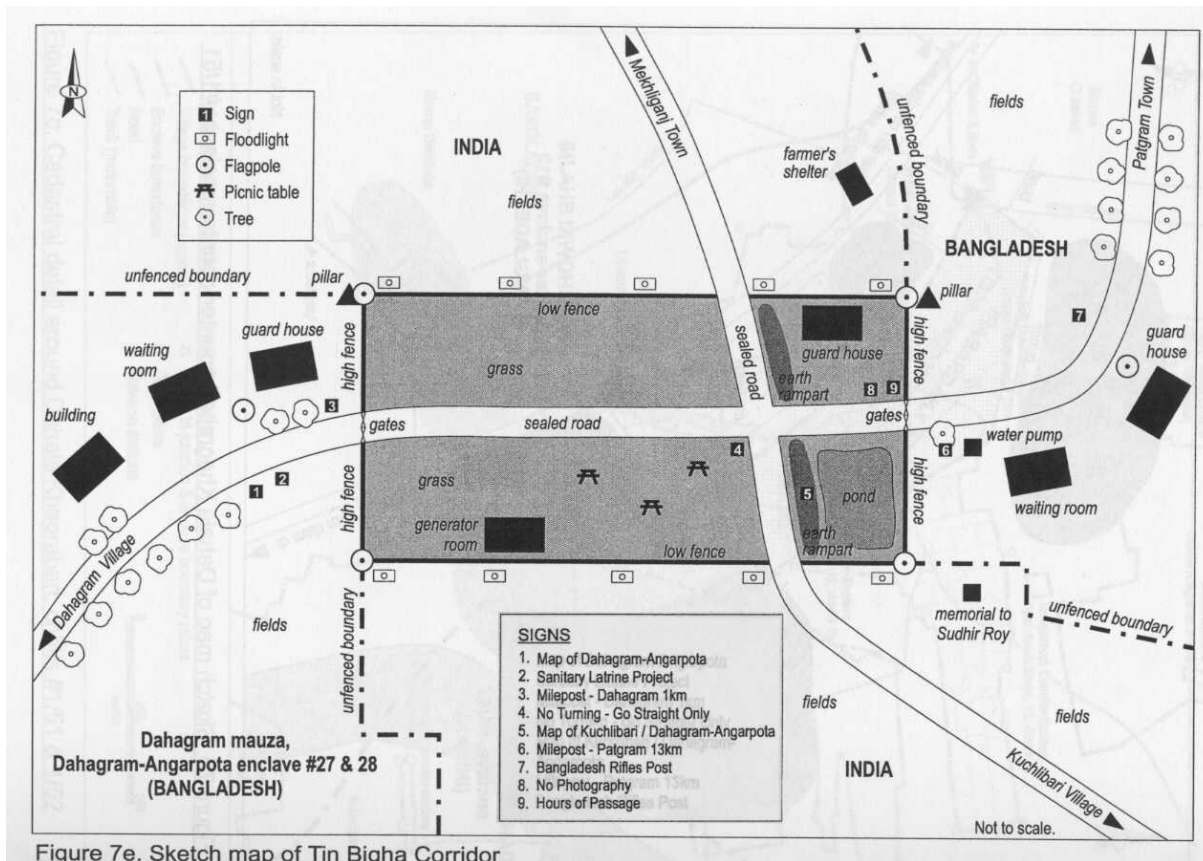 N
1 Sign
Floodlight
Flagpole
Picnic table
Tree
INDIA
fields
Mekhliganj Town
farmer's
shelter
unfenced boundary
fields
Patgram Town
BANGLADESH
unfenced boundary
pillar
pillar
low fence
guard house
waiting
room
building
high fence
grass
sealed road
guard house
earth
rampart
high fence
7
guard
house
3
8 9
gates
sealed road
gates
1 2
4
6
water pump
waiting room
high fence
grass
generator
room
low fence
5
pond
earth
rampart
high fence
Dahagram Village
fields
unfenced boundary
memorial to
Sudhir Roy
unfenced boundary
SIGNS
1. Map of Dahagram-Angarpota
2. Sanitary Latrine Project
3. Milepost - Dahagram 1km
4. No Turning - Go Straight Only
5. Map of Kuchlibari / Dahagram-Angarpota
6. Milepost - Patgram 13km
7. Bangladesh Rifles Post
8. No Photography
9. Hours of Passage
fields
fields
Dahagram mauza,
Dahagram-Angarpota enclave #27 & 28
(BANGLADESH)
INDIA
Kuchlibari Village
Not to scale.
Figure 7e. Sketch map of Tin Bigha Corridor